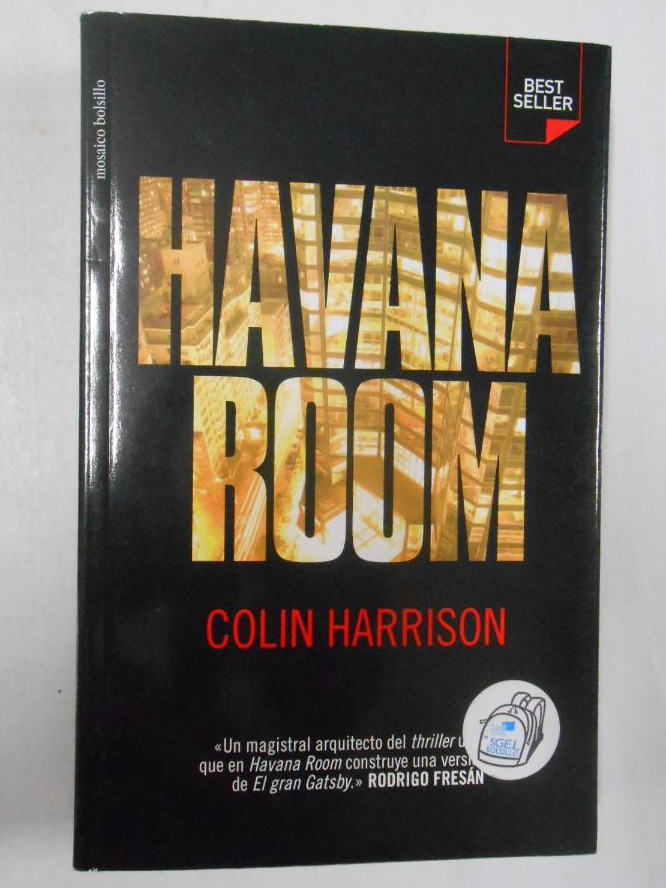 mosaico bolsillo
BEST
SELLER
HAVANA
ROOM
COLIN HARRISON
«Un magistral arquitecto del thriller
que en Havana Room construye una
de El gran Gatsby.» RODRIGO FRESÁN
SGEL
BOLSILLO